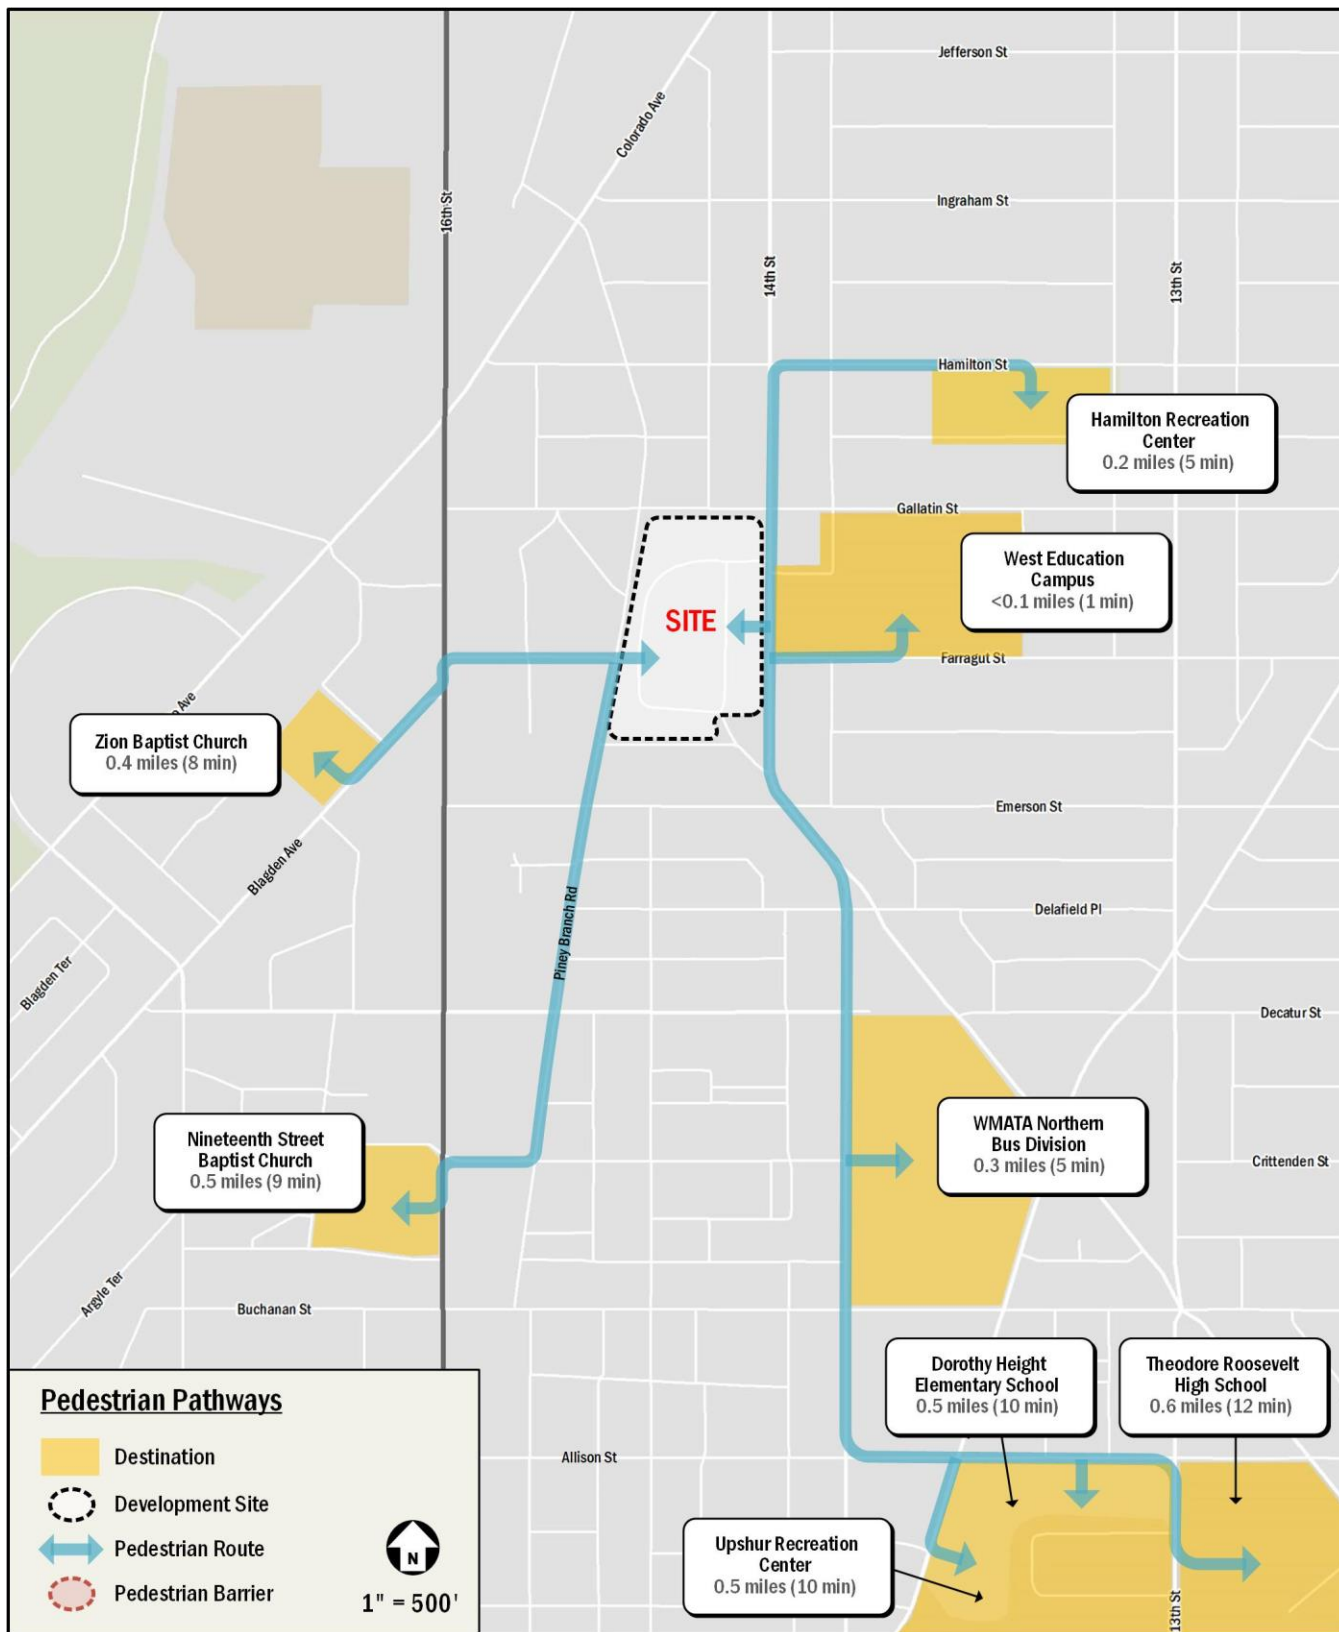 Jefferson St
Colorado Ave
Ingraham St
16th St
14th St
13th St
Hamilton St
Hamilton Recreation
Center
0.2 miles (5 min)
Gallatin St
West Education
Campus
<0.1 miles (1 min)
SITE
Farragut St
Ave
Zion Baptist Church
0.4 miles (8 min)
Emerson St
Blagden Ave
Piney Branch Rd
Delafield Pl
Blagden Ter
Decatur St
WMATA Northern
Bus Division
0.3 miles (5 min)
Nineteenth Street
Baptist Church
0.5 miles (9 min)
Crittenden St
Argyle Ter
Buchanan St
Dorothy Height
Elementary School
0.5 miles (10 min)
Theodore Roosevelt
High School
0.6 miles (12 min)
Allison St
Upshur Recreation
Center
0.5 miles (10 min)
13th St
Pedestrian Pathways
Destination
Development Site
Pedestrian Route
Pedestrian Barrier
N
1" = 500'